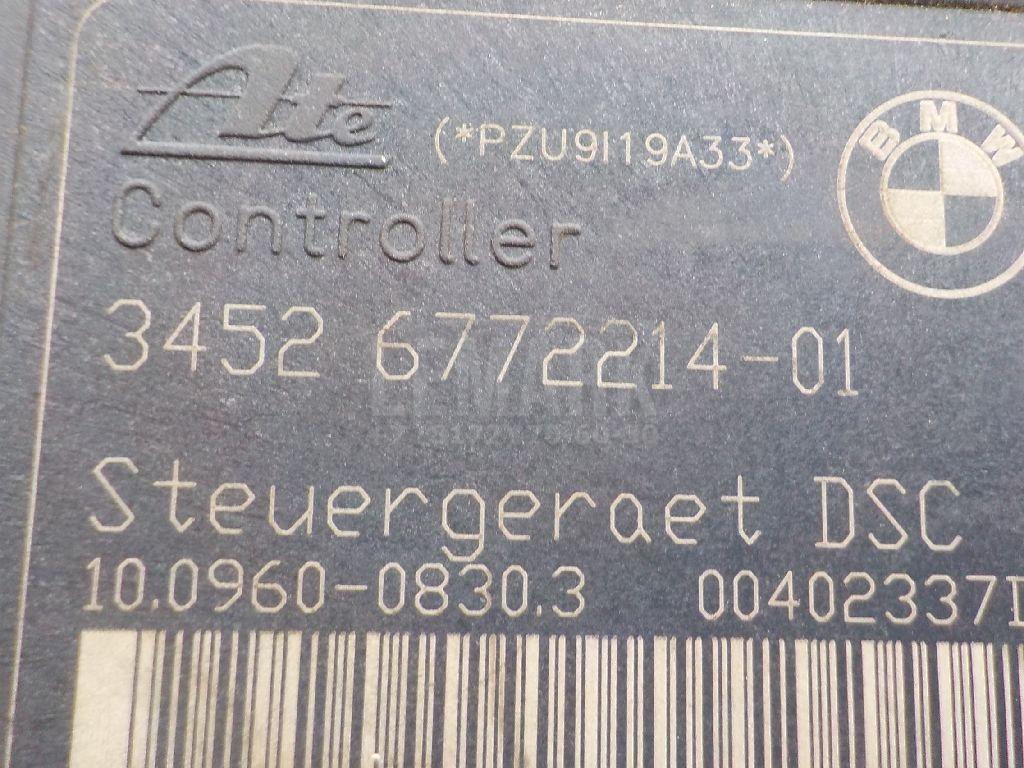 Ate (*PZU9I19A33*) BMW
Controller
3452 6772214-01
Steuergeraet DSC
10.0960-0830.3 00402337